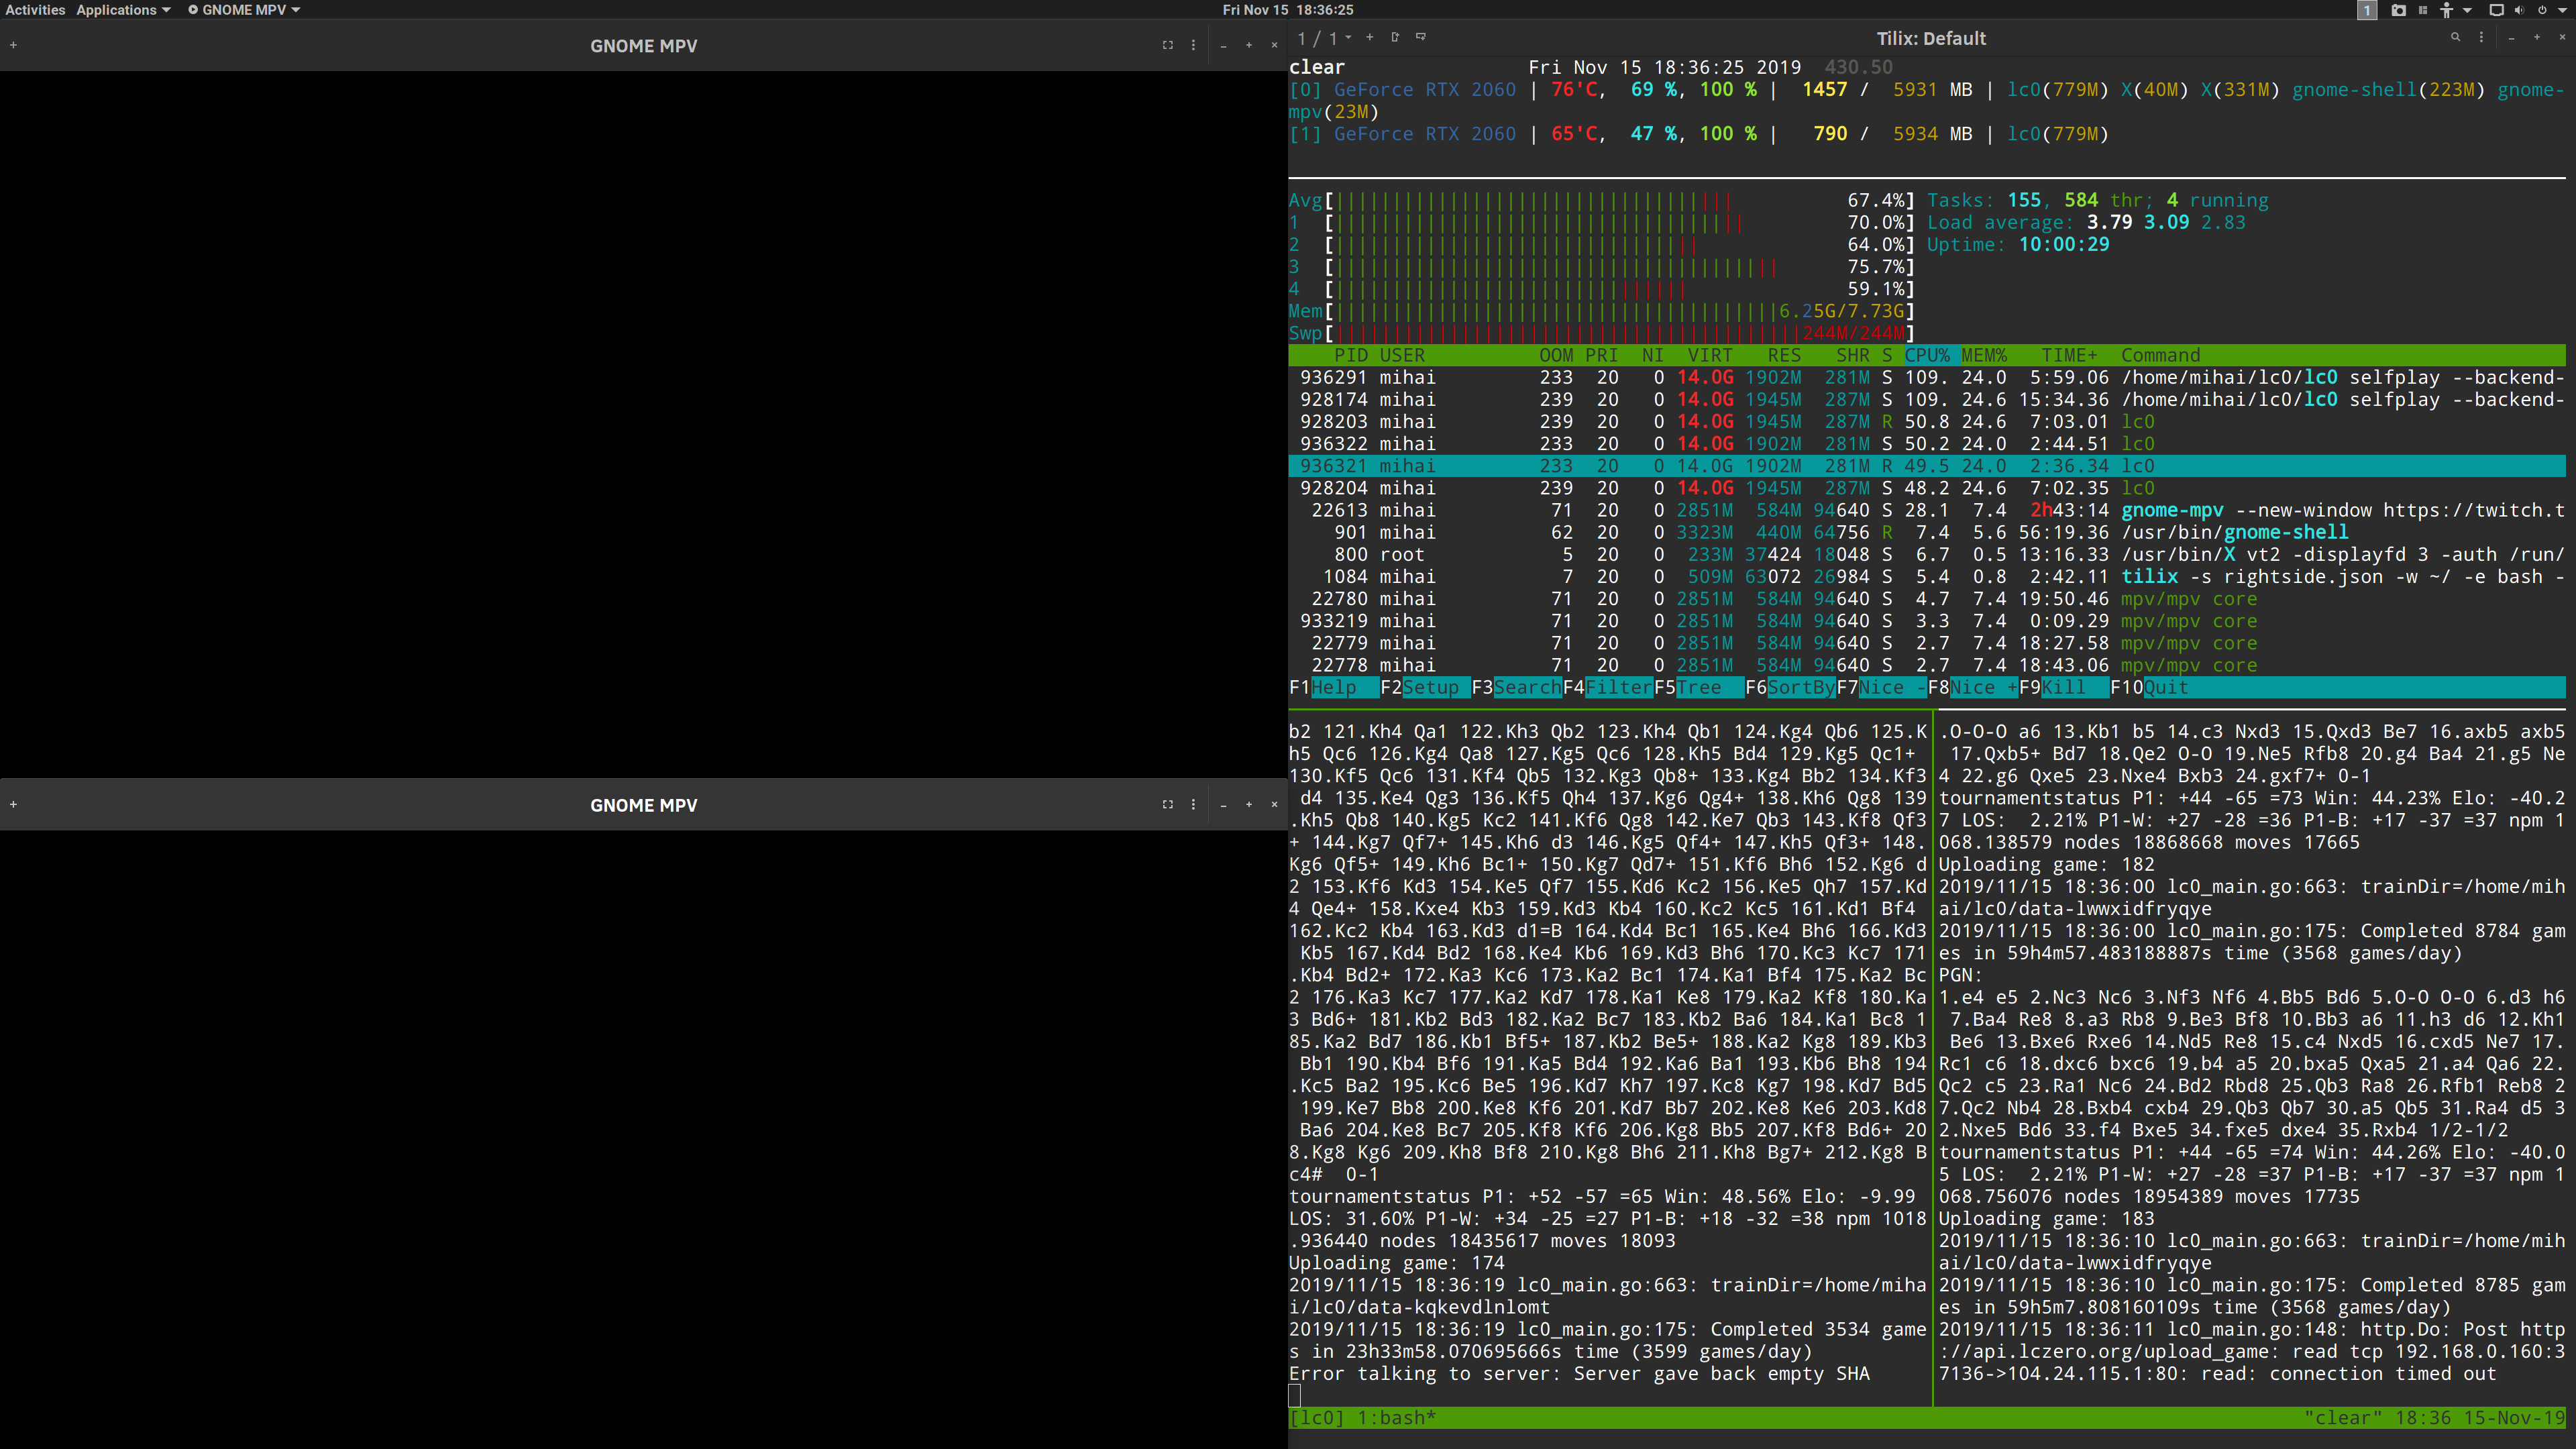 Activities Applications GNOME MPV Fri Nov 15 18:36:25 1
GNOME MPV
GNOME MPV
1 / 1 Tilix: Default
clear Fri Nov 15 18:36:25 2019 430.50
[0] GeForce RTX 2060 | 76'C, 69 %, 100 % | 1457 / 5931 MB | lc0(779M) X(40M) X(331M) gnome-shell(223M) gnome-
mpv(23M)
[1] GeForce RTX 2060 | 65'C, 47 %, 100 % | 790 / 5934 MB | lc0(779M)
Avg[ 67.4%] Tasks: 155, 584 thr; 4 running
1 [ 70.0%] Load average: 3.79 3.09 2.83
2 [ 64.0%] Uptime: 10:00:29
3 [ 75.7%]
4 [ 59.1%]
Mem[ 6.25G/7.73G]
Swp[ 244M/244M]
PID USER OOM PRI NI VIRT RES SHR S CPU% MEM% TIME+ Command
936291 mihai 233 20 0 14.0G 1902M 281M S 109. 24.0 5:59.06 /home/mihai/lc0/lc0 selfplay --backend-
928174 mihai 239 20 0 14.0G 1945M 287M S 109. 24.6 15:34.36 /home/mihai/lc0/lc0 selfplay --backend-
928203 mihai 239 20 0 14.0G 1945M 287M R 50.8 24.6 7:03.01 lc0
936322 mihai 233 20 0 14.0G 1902M 281M S 50.2 24.0 2:44.51 lc0
936321 mihai 233 20 0 14.0G 1902M 281M R 49.5 24.0 2:36.34 lc0
928204 mihai 239 20 0 14.0G 1945M 287M S 48.2 24.6 7:02.35 lc0
22613 mihai 71 20 0 2851M 584M 94640 S 28.1 7.4 2h43:14 gnome-mpv --new-window https://twitch.t
901 mihai 62 20 0 3323M 440M 64756 R 7.4 5.6 56:19.36 /usr/bin/gnome-shell
800 root 5 20 0 233M 37424 18048 S 6.7 0.5 13:16.33 /usr/bin/X vt2 -displayfd 3 -auth /run/
1084 mihai 7 20 0 509M 63072 26984 S 5.4 0.8 2:42.11 tilix -s rightside.json -w ~/ -e bash -
22780 mihai 71 20 0 2851M 584M 94640 S 4.7 7.4 19:50.46 mpv/mpv core
933219 mihai 71 20 0 2851M 584M 94640 S 3.3 7.4 0:09.29 mpv/mpv core
22779 mihai 71 20 0 2851M 584M 94640 S 2.7 7.4 18:27.58 mpv/mpv core
22778 mihai 71 20 0 2851M 584M 94640 S 2.7 7.4 18:43.06 mpv/mpv core
F1Help F2Setup F3SearchF4FilterF5Tree F6SortByF7Nice -F8Nice +F9Kill F10Quit
b2 121.Kh4 Qa1 122.Kh3 Qb2 123.Kh4 Qb1 124.Kg4 Qb6 125.K
h5 Qc6 126.Kg4 Qa8 127.Kg5 Qc6 128.Kh5 Bd4 129.Kg5 Qc1+
130.Kf5 Qc6 131.Kf4 Qb5 132.Kg3 Qb8+ 133.Kg4 Bb2 134.Kf3
d4 135.Ke4 Qg3 136.Kf5 Qh4 137.Kg6 Qg4+ 138.Kh6 Qg8 139
.Kh5 Qb8 140.Kg5 Kc2 141.Kf6 Qg8 142.Ke7 Qb3 143.Kf8 Qf3
+ 144.Kg7 Qf7+ 145.Kh6 d3 146.Kg5 Qf4+ 147.Kh5 Qf3+ 148.
Kg6 Qf5+ 149.Kh6 Bc1+ 150.Kg7 Qd7+ 151.Kf6 Bh6 152.Kg6 d
2 153.Kf6 Kd3 154.Ke5 Qf7 155.Kd6 Kc2 156.Ke5 Qh7 157.Kd
4 Qe4+ 158.Kxe4 Kb3 159.Kd3 Kb4 160.Kc2 Kc5 161.Kd1 Bf4
162.Kc2 Kb4 163.Kd3 d1=B 164.Kd4 Bc1 165.Ke4 Bh6 166.Kd3
Kb5 167.Kd4 Bd2 168.Ke4 Kb6 169.Kd3 Bh6 170.Kc3 Kc7 171
.Kb4 Bd2+ 172.Ka3 Kc6 173.Ka2 Bc1 174.Ka1 Bf4 175.Ka2 Bc
2 176.Ka3 Kc7 177.Ka2 Kd7 178.Ka1 Ke8 179.Ka2 Kf8 180.Ka
3 Bd6+ 181.Kb2 Bd3 182.Ka2 Bc7 183.Kb2 Ba6 184.Ka1 Bc8 1
85.Ka2 Bd7 186.Kb1 Bf5+ 187.Kb2 Be5+ 188.Ka2 Kg8 189.Kb3
Bb1 190.Kb4 Bf6 191.Ka5 Bd4 192.Ka6 Ba1 193.Kb6 Bh8 194
.Kc5 Ba2 195.Kc6 Be5 196.Kd7 Kh7 197.Kc8 Kg7 198.Kd7 Bd5
199.Ke7 Bb8 200.Ke8 Kf6 201.Kd7 Bb7 202.Ke8 Ke6 203.Kd8
Ba6 204.Ke8 Bc7 205.Kf8 Kf6 206.Kg8 Bb5 207.Kf8 Bd6+ 20
8.Kg8 Kg6 209.Kh8 Bf8 210.Kg8 Bh6 211.Kh8 Bg7+ 212.Kg8 B
c4# 0-1
tournamentstatus P1: +52 -57 =65 Win: 48.56% Elo: -9.99
LOS: 31.60% P1-W: +34 -25 =27 P1-B: +18 -32 =38 npm 1018
.936440 nodes 18435617 moves 18093
Uploading game: 174
2019/11/15 18:36:19 lc0_main.go:663: trainDir=/home/miha
i/lc0/data-kqkevdlnlomt
2019/11/15 18:36:19 lc0_main.go:175: Completed 3534 game
s in 23h33m58.070695666s time (3599 games/day)
Error talking to server: Server gave back empty SHA
.O-O-O a6 13.Kb1 b5 14.c3 Nxd3 15.Qxd3 Be7 16.axb5 axb5
17.Qxb5+ Bd7 18.Qe2 O-O 19.Ne5 Rfb8 20.g4 Ba4 21.g5 Ne
4 22.g6 Qxe5 23.Nxe4 Bxb3 24.gxf7+ 0-1
tournamentstatus P1: +44 -65 =73 Win: 44.23% Elo: -40.2
7 LOS: 2.21% P1-W: +27 -28 =36 P1-B: +17 -37 =37 npm 1
068.138579 nodes 18868668 moves 17665
Uploading game: 182
2019/11/15 18:36:00 lc0_main.go:663: trainDir=/home/mih
ai/lc0/data-lwwxidfryqye
2019/11/15 18:36:00 lc0_main.go:175: Completed 8784 gam
es in 59h4m57.483188887s time (3568 games/day)
PGN:
1.e4 e5 2.Nc3 Nc6 3.Nf3 Nf6 4.Bb5 Bd6 5.O-O O-O 6.d3 h6
7.Ba4 Re8 8.a3 Rb8 9.Be3 Bf8 10.Bb3 a6 11.h3 d6 12.Kh1
Be6 13.Bxe6 Rxe6 14.Nd5 Re8 15.c4 Nxd5 16.cxd5 Ne7 17.
Rc1 c6 18.dxc6 bxc6 19.b4 a5 20.bxa5 Qxa5 21.a4 Qa6 22.
Qc2 c5 23.Ra1 Nc6 24.Bd2 Rbd8 25.Qb3 Ra8 26.Rfb1 Reb8 2
7.Qc2 Nb4 28.Bxb4 cxb4 29.Qb3 Qb7 30.a5 Qb5 31.Ra4 d5 3
2.Nxe5 Bd6 33.f4 Bxe5 34.fxe5 dxe4 35.Rxb4 1/2-1/2
tournamentstatus P1: +44 -65 =74 Win: 44.26% Elo: -40.0
5 LOS: 2.21% P1-W: +27 -28 =37 P1-B: +17 -37 =37 npm 1
068.756076 nodes 18954389 moves 17735
Uploading game: 183
2019/11/15 18:36:10 lc0_main.go:663: trainDir=/home/mih
ai/lc0/data-lwwxidfryqye
2019/11/15 18:36:10 lc0_main.go:175: Completed 8785 gam
es in 59h5m7.808160109s time (3568 games/day)
2019/11/15 18:36:11 lc0_main.go:148: http.Do: Post http
://api.lczero.org/upload_game: read tcp 192.168.0.160:3
7136->104.24.115.1:80: read: connection timed out
[lc0] 1:bash* "clear" 18:36 15-Nov-19